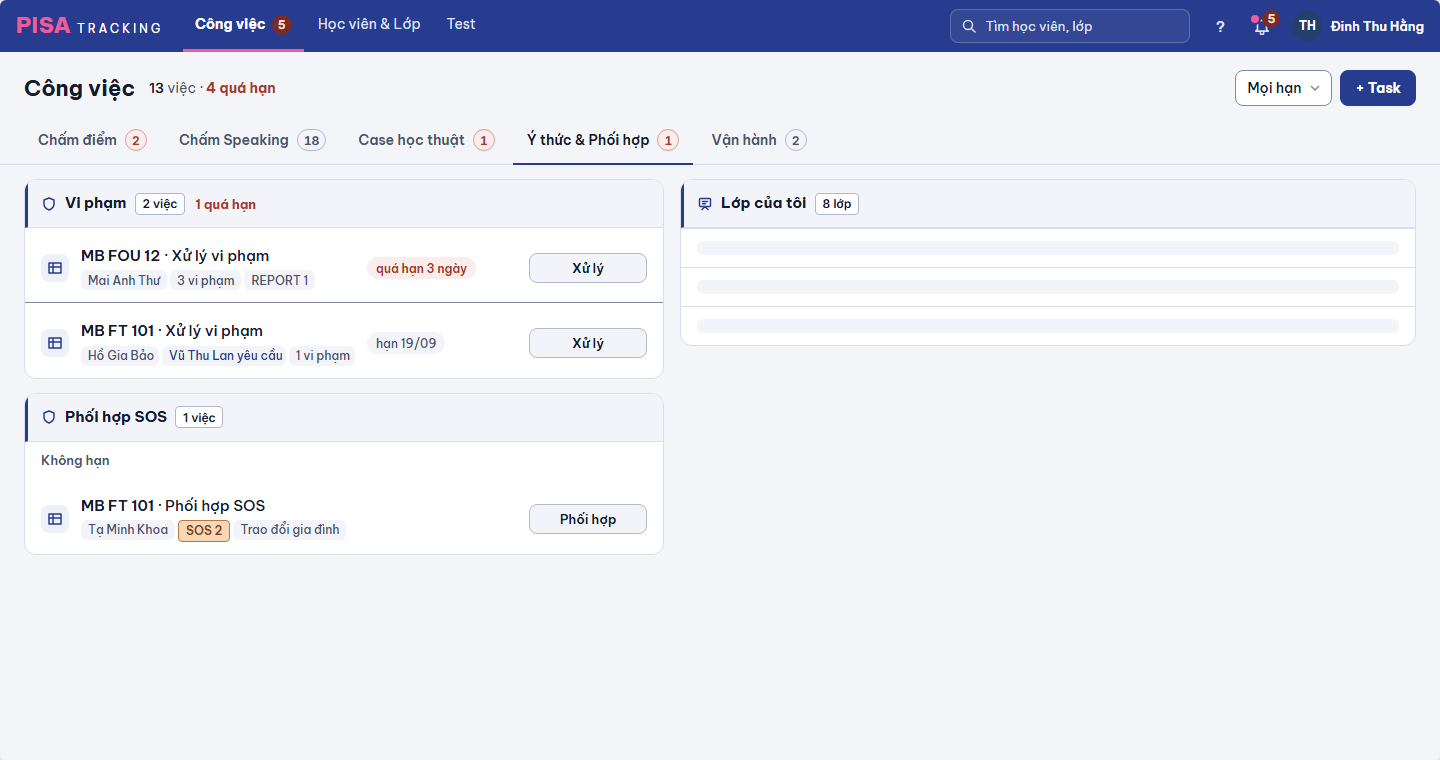 PISA TRACKING
Công việc 5
Học viên & Lớp
Test
Tìm học viên, lớp
?
5
TH
Đinh Thu Hằng
Công việc
13 việc · 4 quá hạn
Mọi hạn
+ Task
Chấm điểm 2
Chấm Speaking 18
Case học thuật 1
Ý thức & Phối hợp 1
Vận hành 2
Vi phạm 2 việc 1 quá hạn
MB FOU 12 · Xử lý vi phạm
Mai Anh Thư 3 vi phạm REPORT 1
quá hạn 3 ngày
Xử lý
MB FT 101 · Xử lý vi phạm
Hồ Gia Bảo Vũ Thu Lan yêu cầu 1 vi phạm
hạn 19/09
Xử lý
Phối hợp SOS 1 việc
Không hạn
MB FT 101 · Phối hợp SOS
Tạ Minh Khoa SOS 2 Trao đổi gia đình
Phối hợp
Lớp của tôi 8 lớp